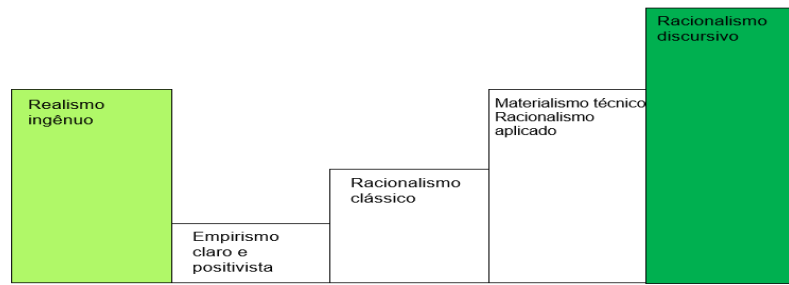 Realismo
ingênuo
Empirismo
claro e
positivista
Racionalismo
clássico
Materialismo técnico
Racionalismo
aplicado
Racionalismo
discursivo